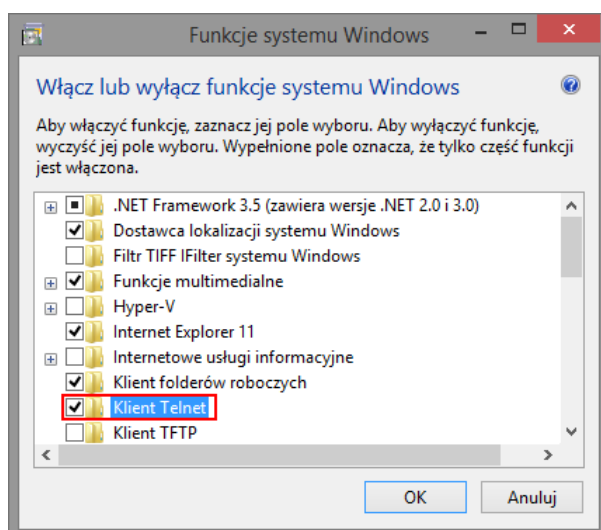 Funkcje systemu Windows
Włącz lub wyłącz funkcje systemu Windows
Aby włączyć funkcję, zaznacz jej pole wyboru. Aby wyłączyć funkcję,
wyczyść jej pole wyboru. Wypełnione pole oznacza, że tylko część funkcji
jest włączona.
.NET Framework 3.5 (zawiera wersje .NET 2.0 i 3.0)
Dostawca lokalizacji systemu Windows
Filtr TIFF IFilter systemu Windows
Funkcje multimedialne
Hyper-V
Internet Explorer 11
Internetowe usługi informacyjne
Klient folderów roboczych
Klient Telnet
Klient TFTP
OK Anuluj